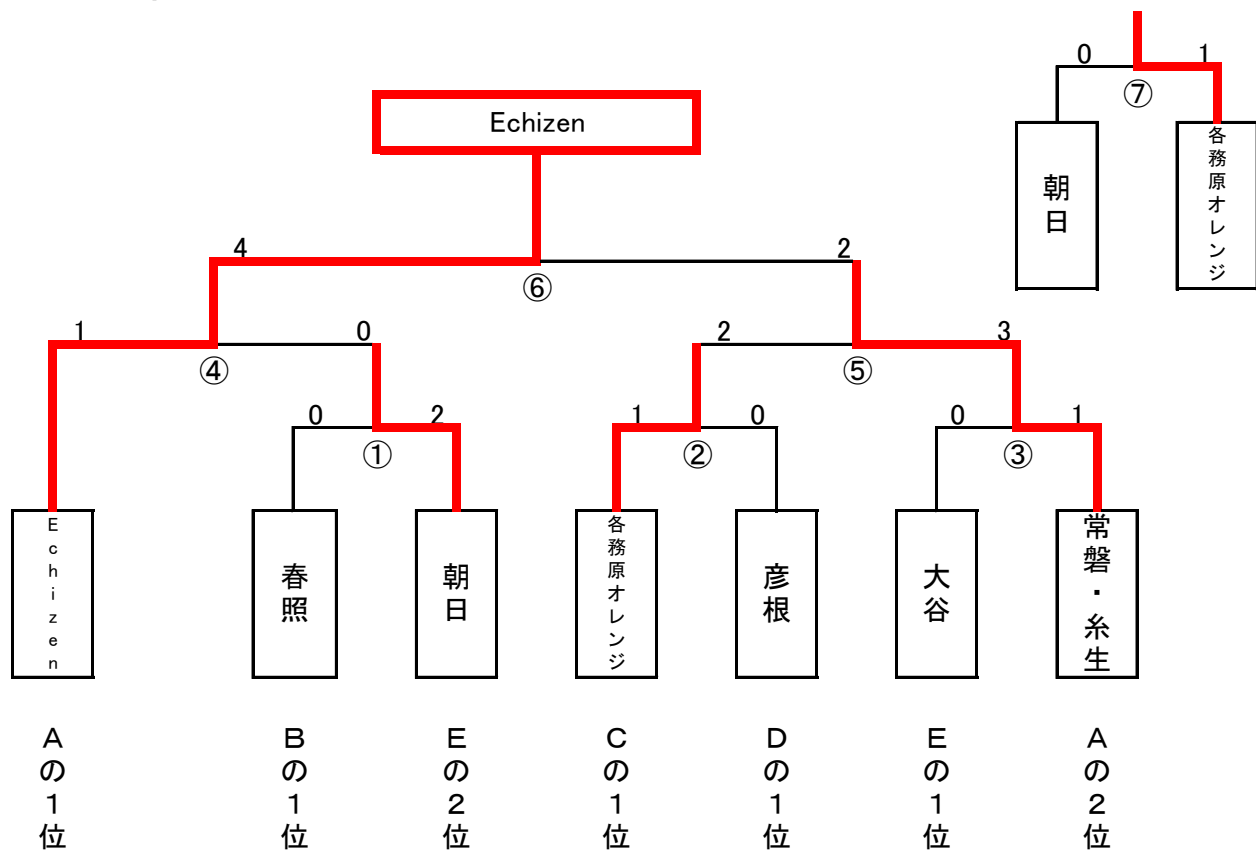 0 1
⑦
朝日
各務原オレンジ
Echizen
4 2
⑥
1 0 2 3
④ ⑤
0 2 1 0 0 1
① ② ③
Echizen
春照
朝日
各務原オレンジ
彦根
大谷
常磐・糸生
Aの1位
Bの1位
Eの2位
Cの1位
Dの1位
Eの1位
Aの2位